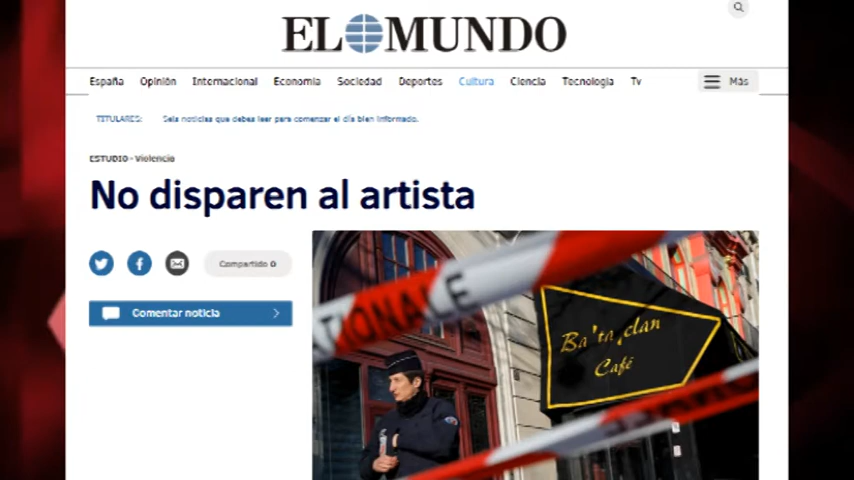 EL MUNDO
España Opinión Internacional Economía Sociedad Deportes Cultura Ciencia Tecnología Tv Más
TITULARES: Seis noticias que debes leer para comenzar el día bien informado.
ESTUDIO - Violencia
No disparen al artista
Compartido 0
Comentar noticia
IONALE
Ba'ta,clan
Café